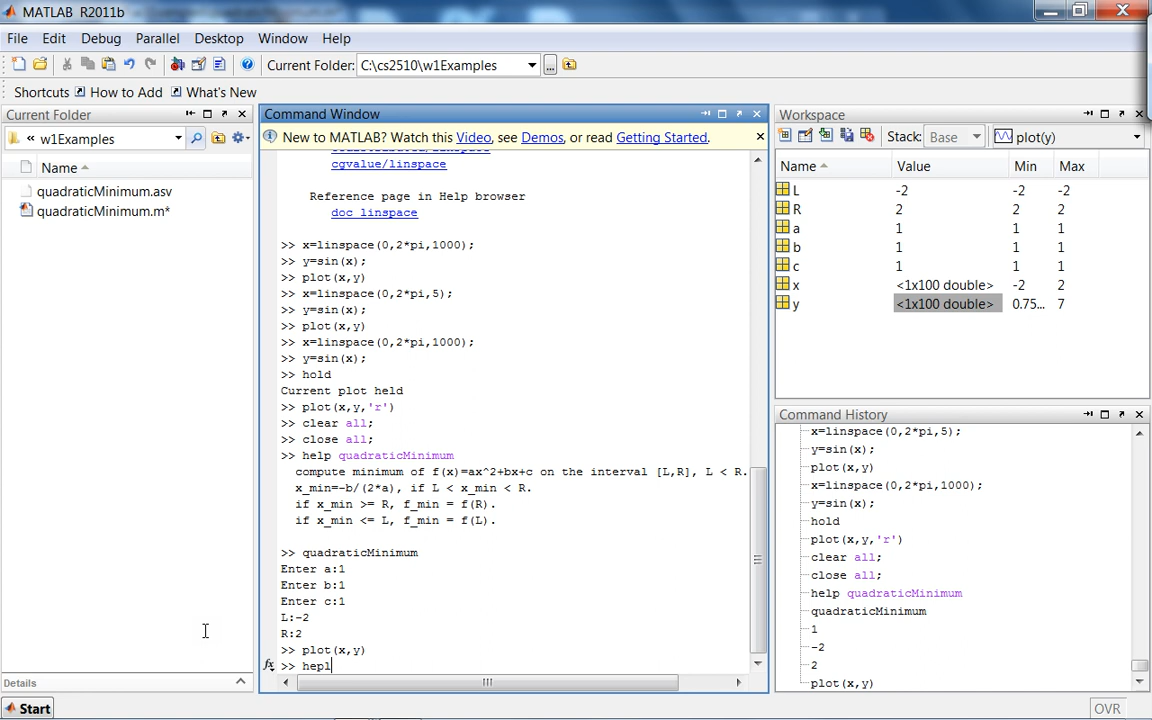 MATLAB R2011b
File Edit Debug Parallel Desktop Window Help
Current Folder: C:\cs2510\w1Examples
Shortcuts How to Add What's New
Current Folder
« w1Examples
Name
quadraticMinimum.asv
quadraticMinimum.m*
Details
Command Window
New to MATLAB? Watch this Video, see Demos, or read Getting Started.
cgvalue/linspace
Reference page in Help browser
doc linspace
>> x=linspace(0,2*pi,1000);
>> y=sin(x);
>> plot(x,y)
>> x=linspace(0,2*pi,5);
>> y=sin(x);
>> plot(x,y)
>> x=linspace(0,2*pi,1000);
>> y=sin(x);
>> hold
Current plot held
>> plot(x,y,'r')
>> clear all;
>> close all;
>> help quadraticMinimum
compute minimum of f(x)=ax^2+bx+c on the interval [L,R], L < R.
x_min=-b/(2*a), if L < x_min < R.
if x_min >= R, f_min = f(R).
if x_min <= L, f_min = f(L).
>> quadraticMinimum
Enter a:1
Enter b:1
Enter c:1
L:-2
R:2
>> plot(x,y)
fx >> hepl
Workspace
Stack: Base plot(y)
Name Value Min Max
L -2 -2 -2
R 2 2 2
a 1 1 1
b 1 1 1
c 1 1 1
x <1x100 double> -2 2
y <1x100 double> 0.75... 7
Command History
x=linspace(0,2*pi,5);
y=sin(x);
plot(x,y)
x=linspace(0,2*pi,1000);
y=sin(x);
hold
plot(x,y,'r')
clear all;
close all;
help quadraticMinimum
quadraticMinimum
1
-2
2
plot(x,y)
Start
OVR